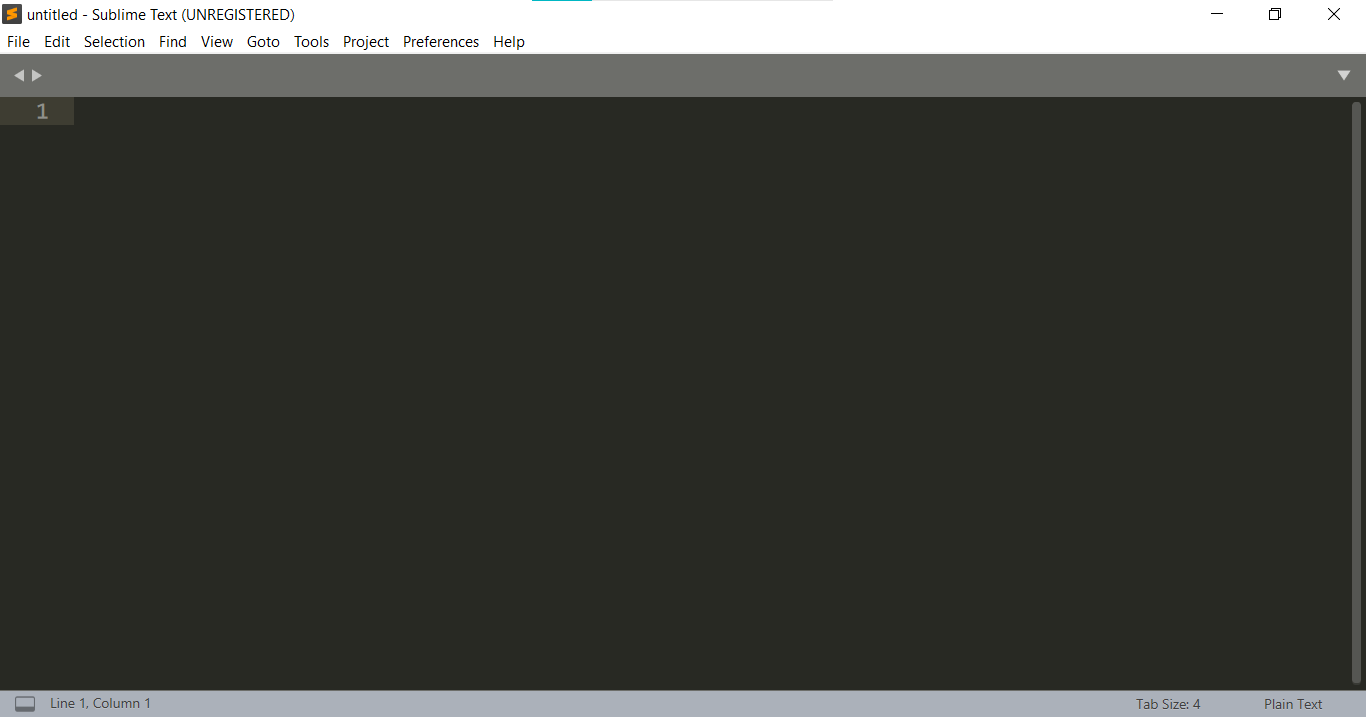 untitled - Sublime Text (UNREGISTERED)
File Edit Selection Find View Goto Tools Project Preferences Help
1
Line 1, Column 1 Tab Size: 4 Plain Text